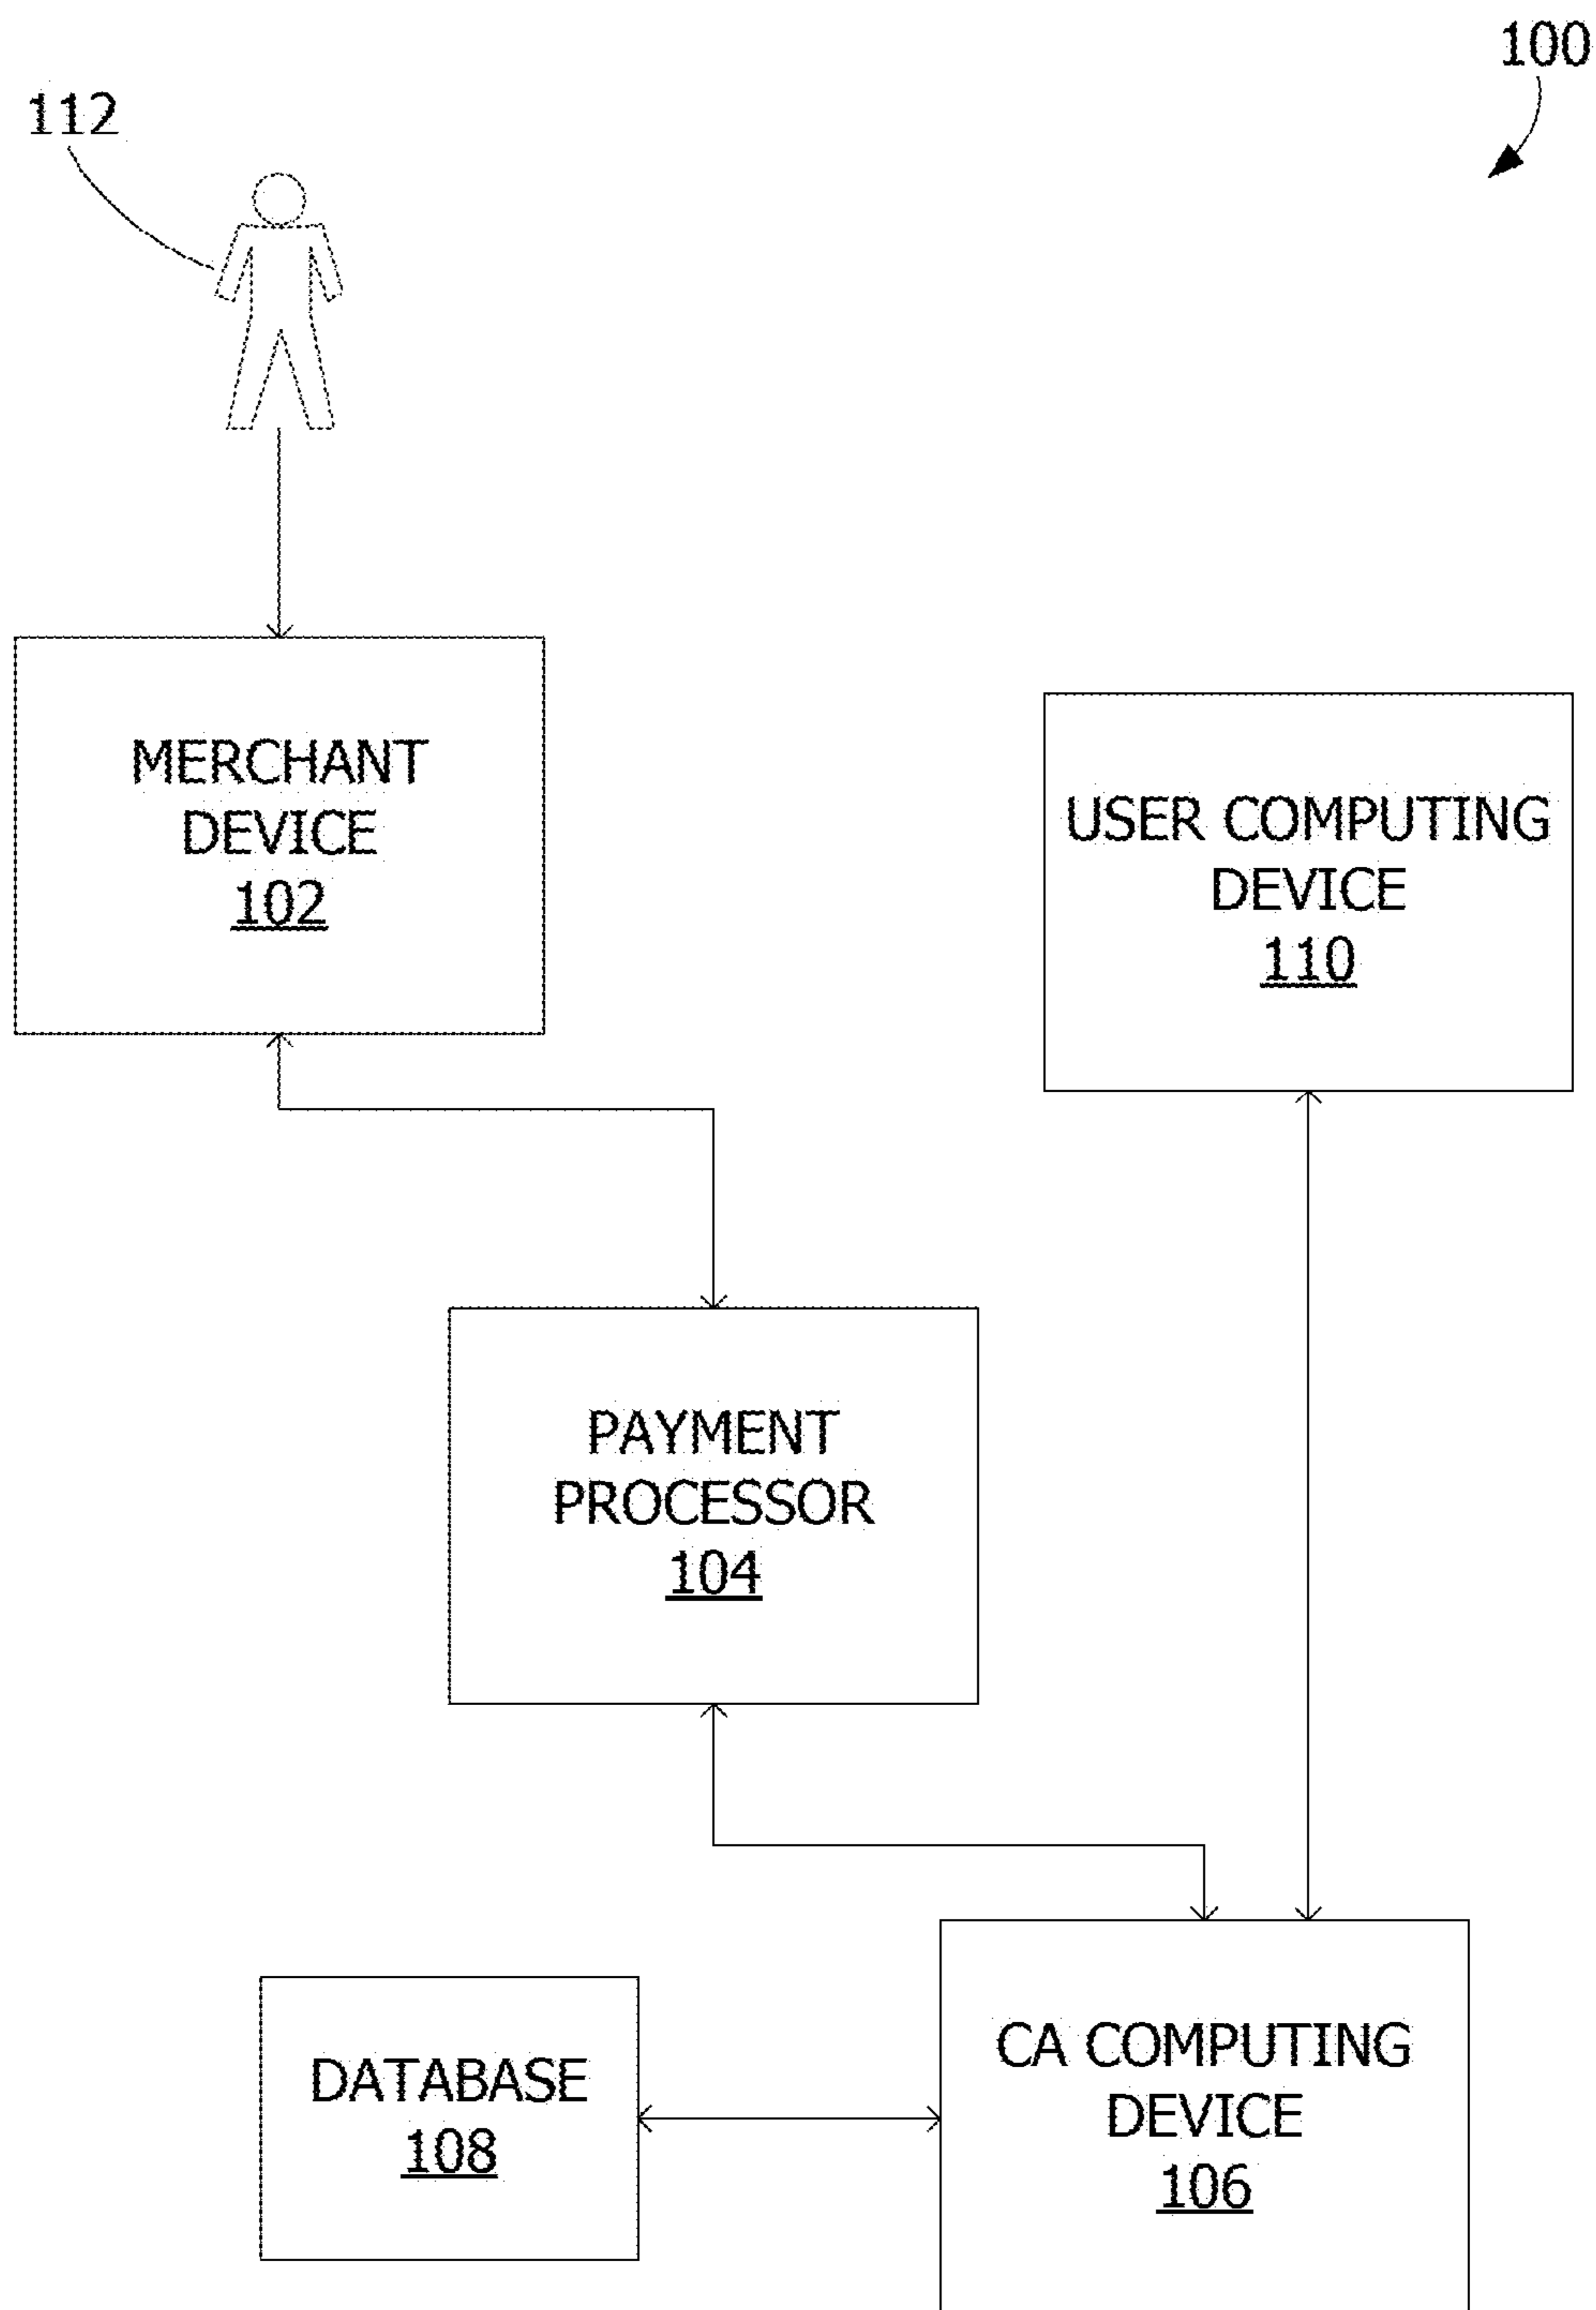 100
112
MERCHANT
DEVICE
102
USER COMPUTING
DEVICE
110
PAYMENT
PROCESSOR
104
DATABASE
108
CA COMPUTING
DEVICE
106